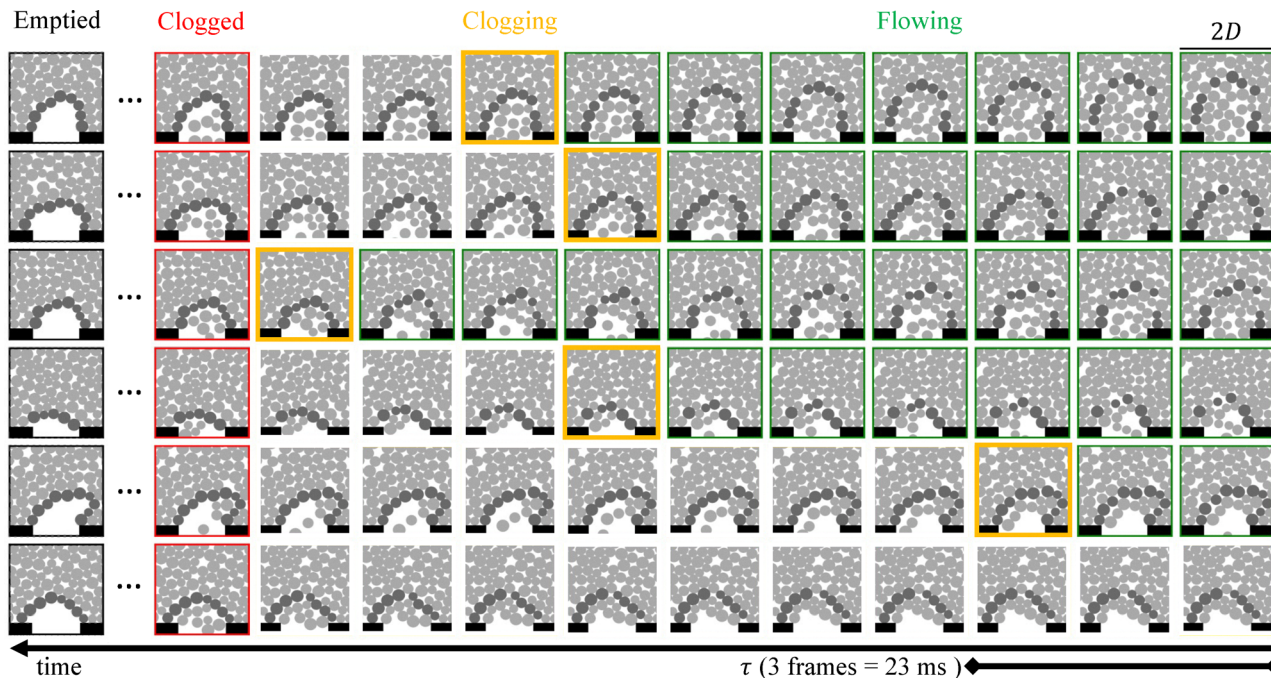 Emptied Clogged Clogging Flowing
2D
...
...
...
...
...
...
time τ (3 frames = 23 ms )